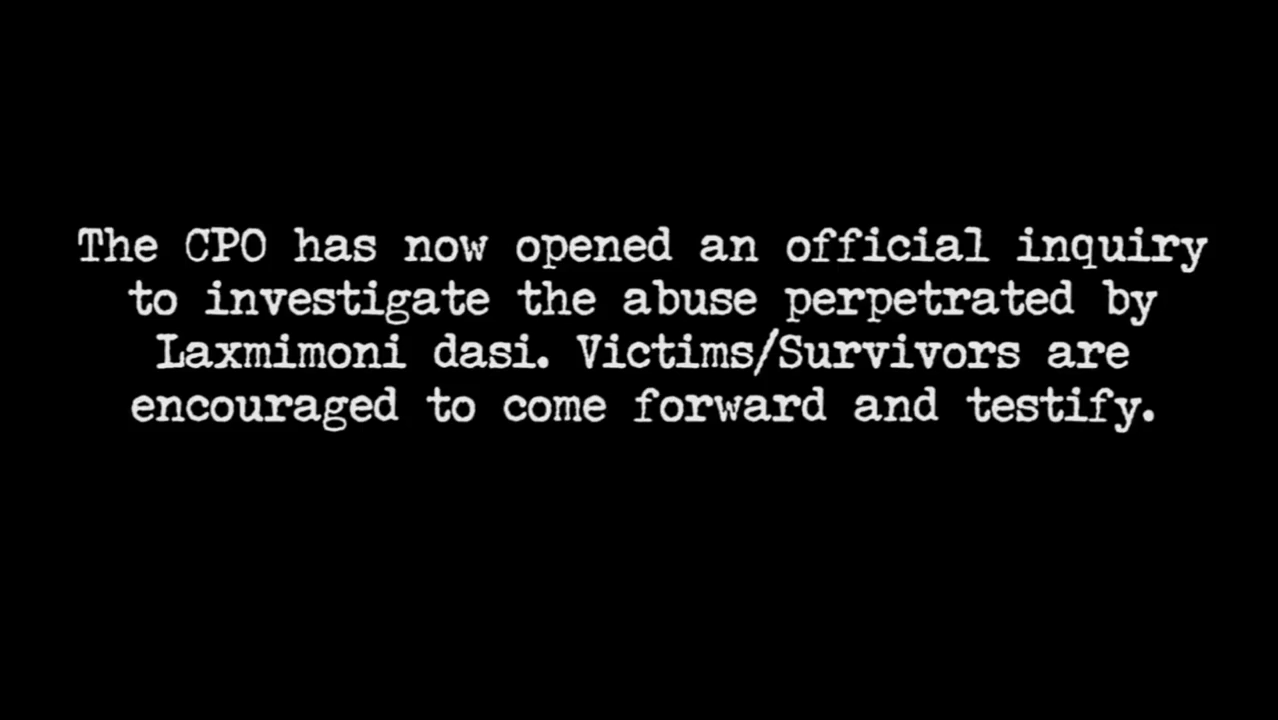 The CPO has now opened an official inquiry
to investigate the abuse perpetrated by
Laxmimoni dasi. Victims/Survivors are
encouraged to come forward and testify.